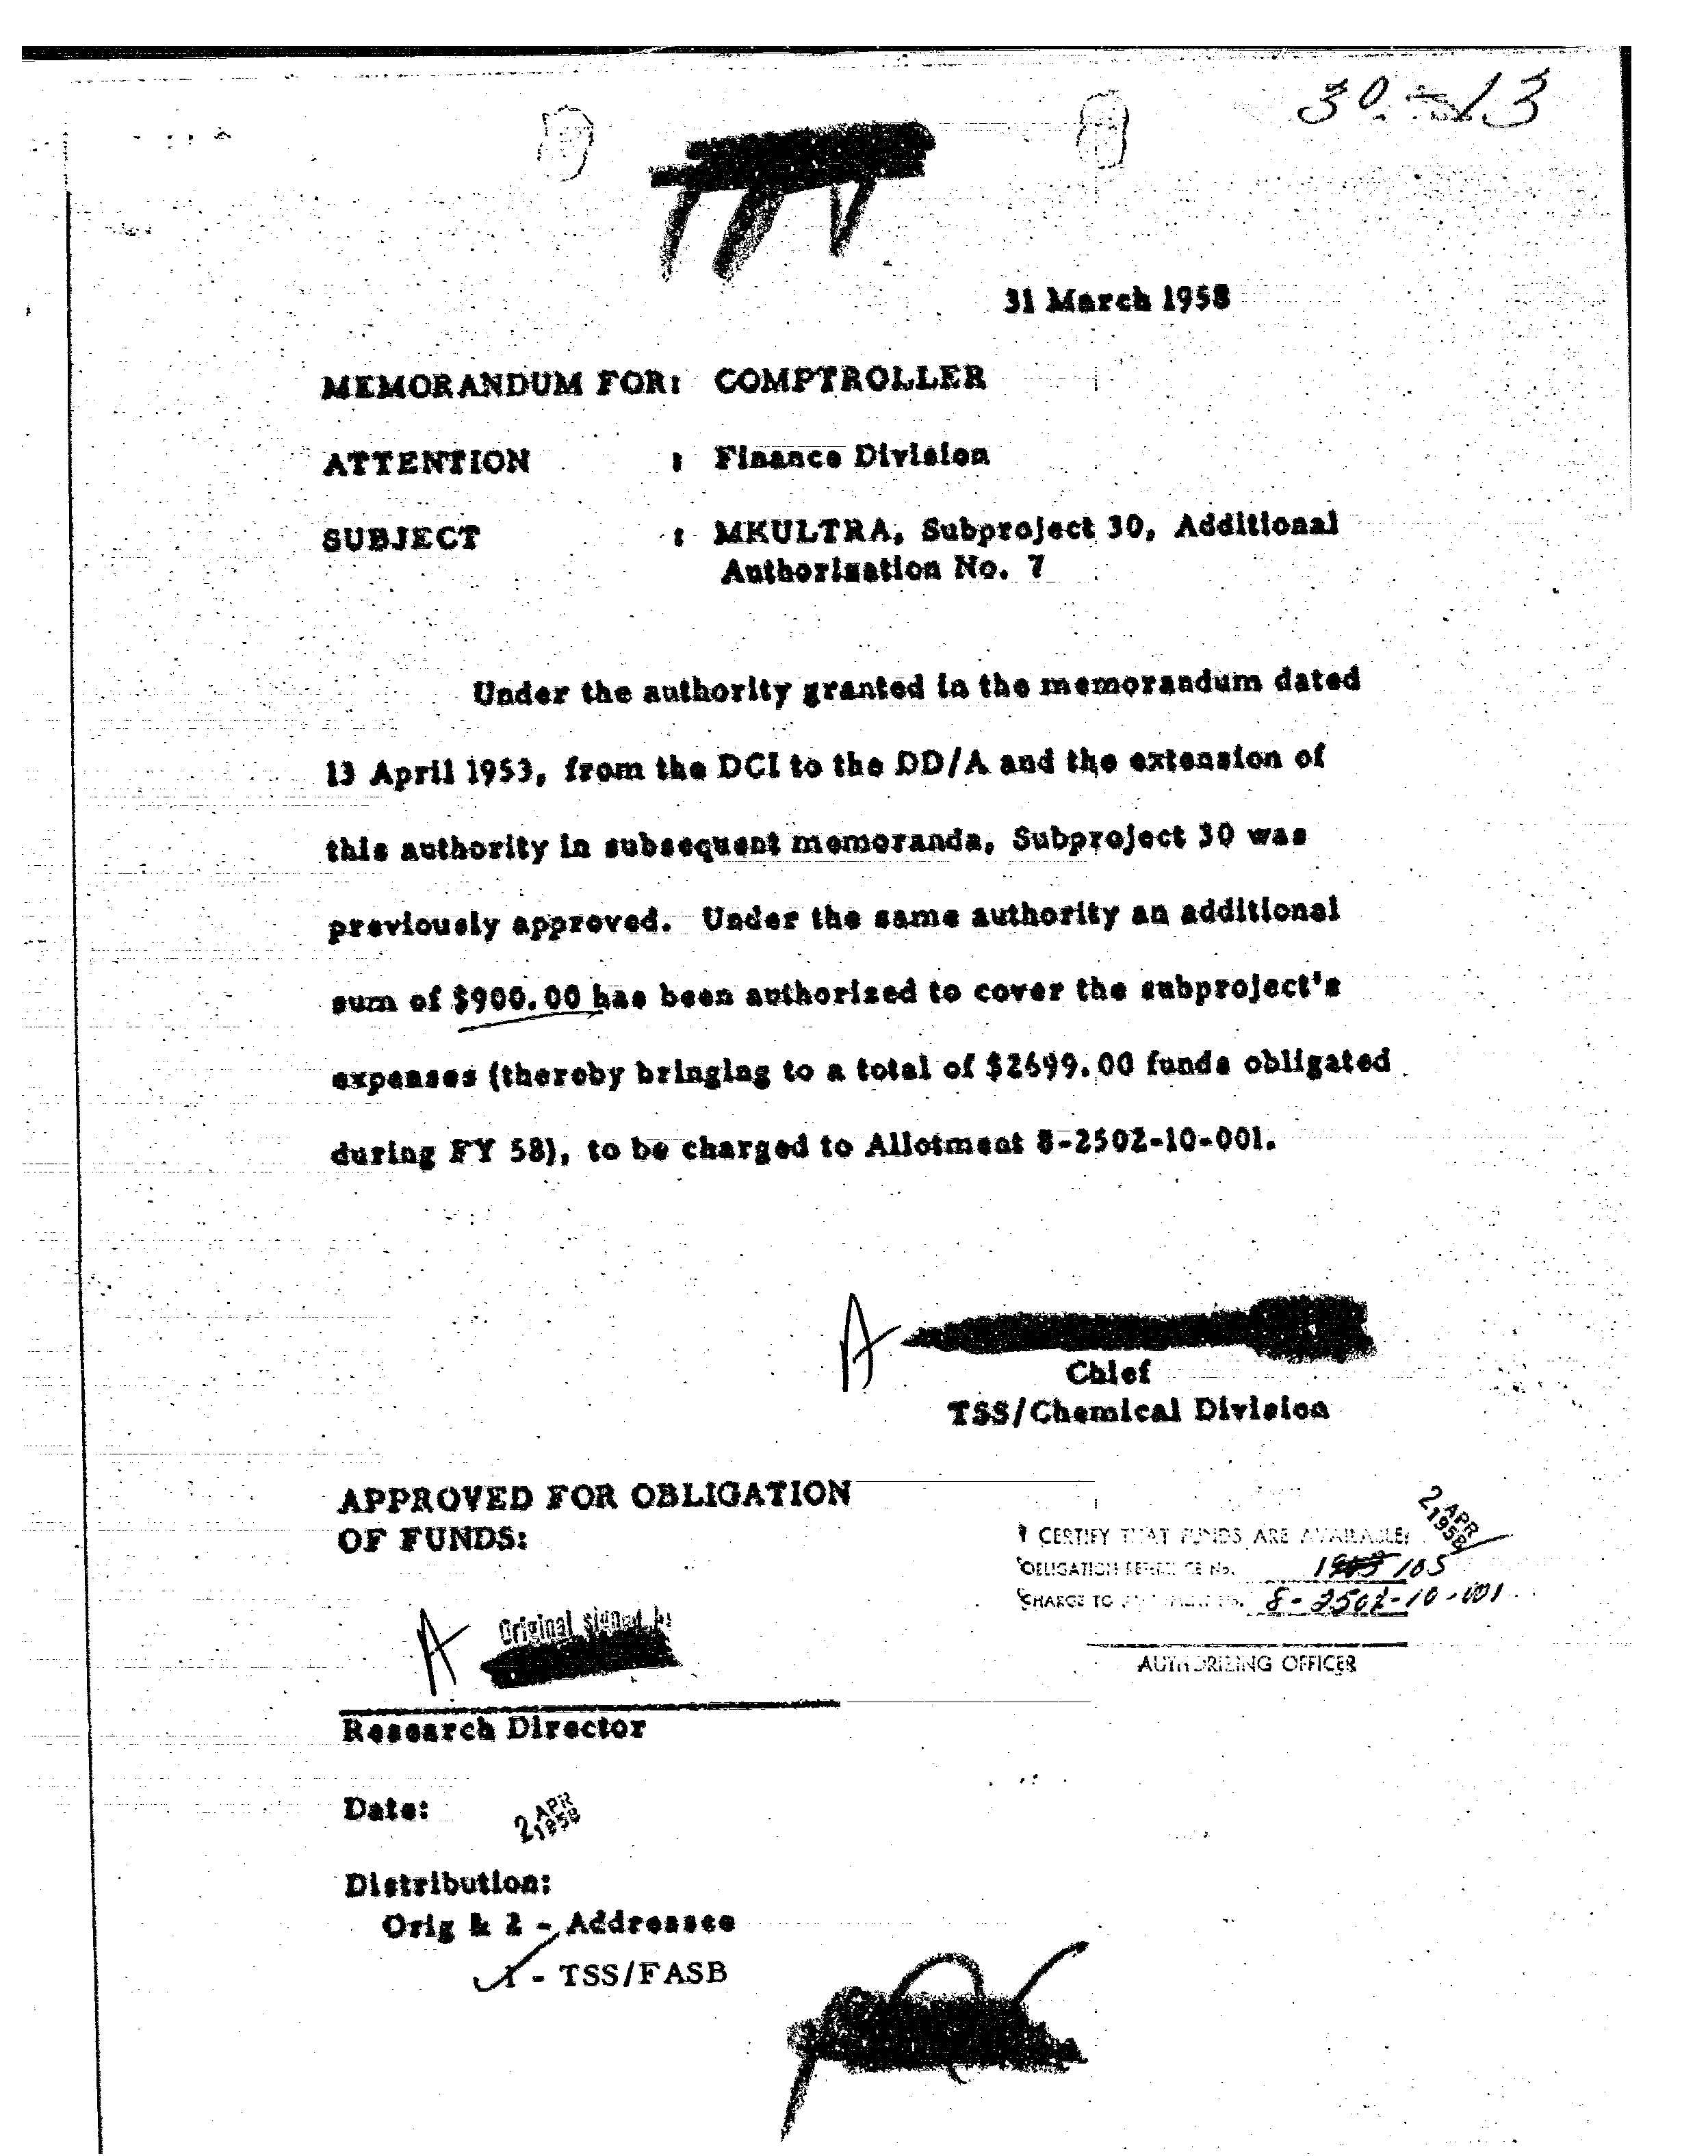 30-13
31 March 1958
MEMORANDUM FOR: COMPTROLLER
ATTENTION : Finance Division
SUBJECT : MKULTRA, Subproject 30, Additional
Authorization No. 7
Under the authority granted in the memorandum dated
13 April 1953, from the DCI to the DD/A and the extension of
this authority in subsequent memoranda, Subproject 30 was
previously approved. Under the same authority an additional
sum of $900.00 has been authorized to cover the subproject's
expenses (thereby bringing to a total of $2699.00 funds obligated
during FY 58), to be charged to Allotment 8-2502-10-001.
A
Chief
TSS/Chemical Division
APPROVED FOR OBLIGATION
OF FUNDS:
2 APR 1958
I CERTIFY THAT FUNDS ARE AVAILABLE:
OBLIGATION REFERENCE No. 105
CHARGE TO 8-2502-10-001
AUTHORIZING OFFICER
A Original signed by
Research Director
Date: 2 APR 1958
Distribution:
Orig & 2 - Addressee
1 - TSS/FASB